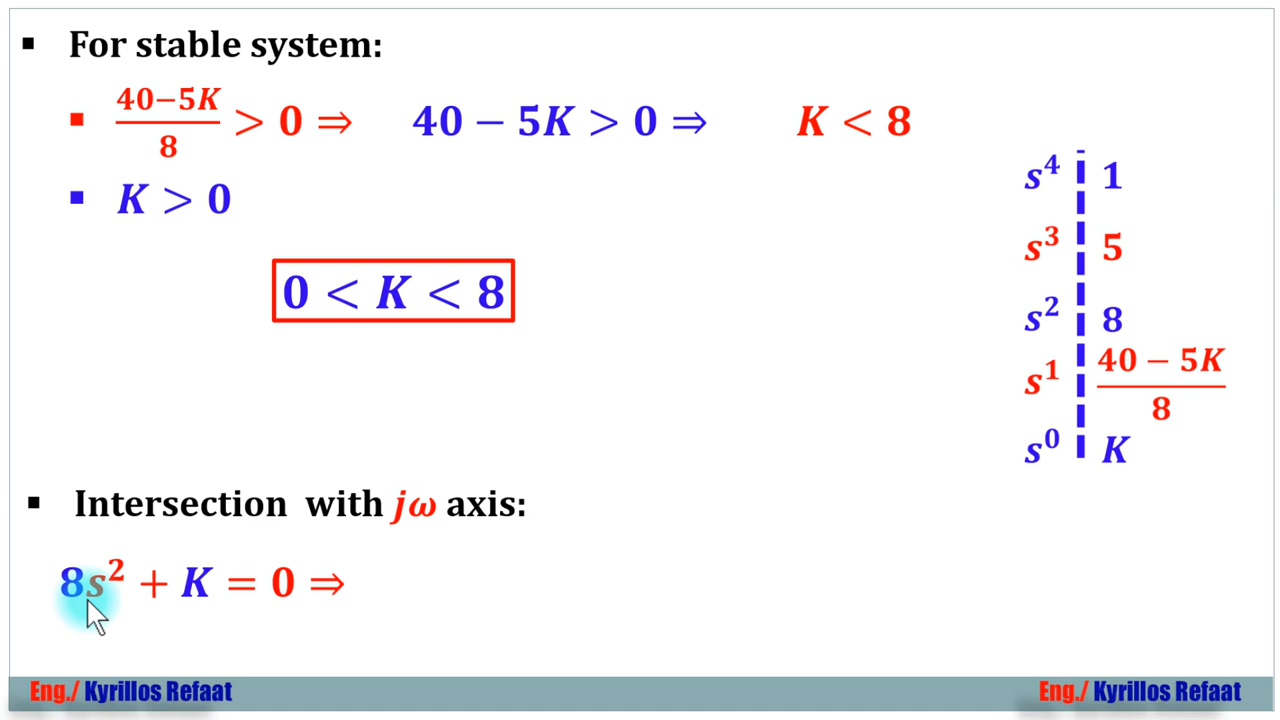 ▪ For stable system:
▪ (40−5K)/8 > 0 ⇒ 40 − 5K > 0 ⇒ K < 8
▪ K > 0
0 < K < 8
s⁴ 1
s³ 5
s² 8
s¹ (40 − 5K)/8
s⁰ K
▪ Intersection with jω axis:
8s² + K = 0 ⇒
Eng./ Kyrillos Refaat
Eng./ Kyrillos Refaat